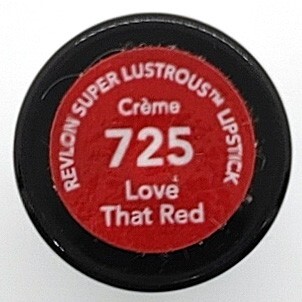 REVLON SUPER LUSTROUS™ LIPSTICK
Crème
725
Love
That Red